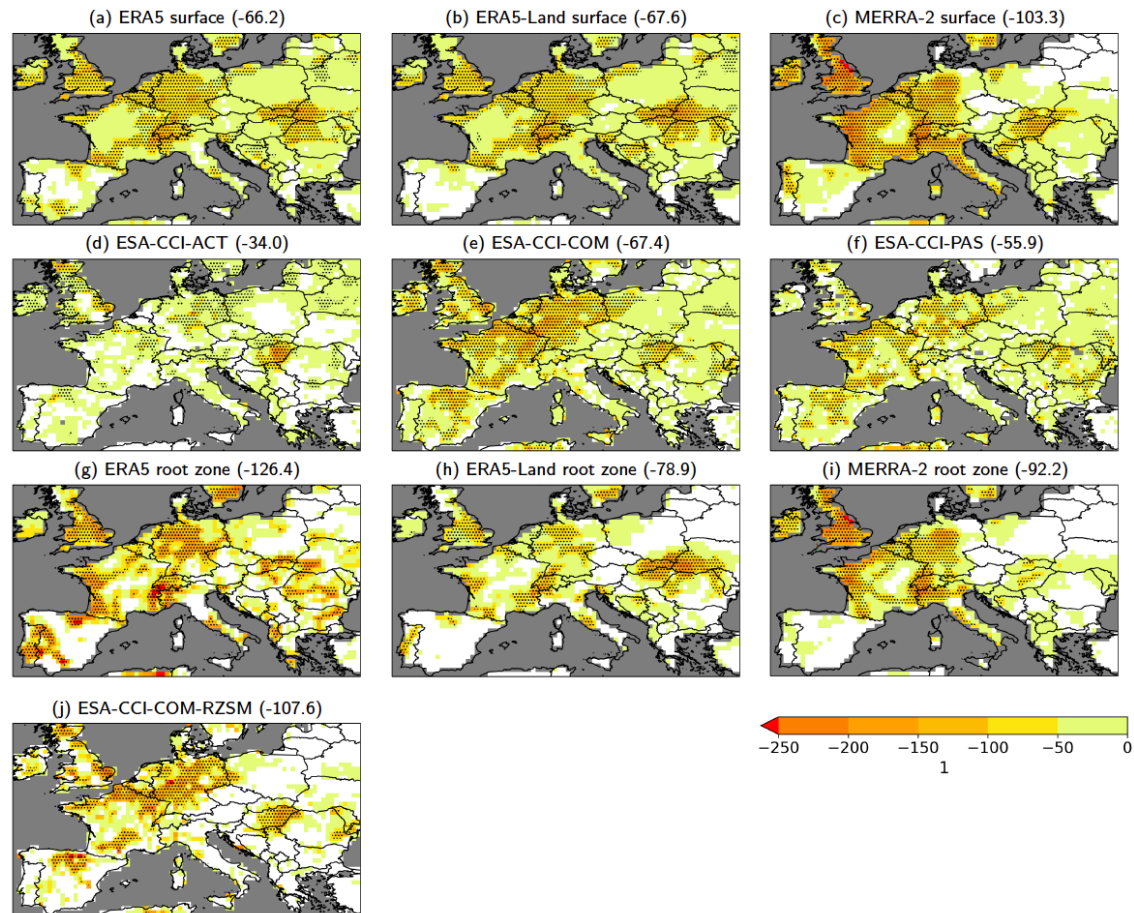 (a) ERA5 surface (-66.2)
(b) ERA5-Land surface (-67.6)
(c) MERRA-2 surface (-103.3)
(d) ESA-CCI-ACT (-34.0)
(e) ESA-CCI-COM (-67.4)
(f) ESA-CCI-PAS (-55.9)
(g) ERA5 root zone (-126.4)
(h) ERA5-Land root zone (-78.9)
(i) MERRA-2 root zone (-92.2)
(j) ESA-CCI-COM-RZSM (-107.6)
−250 −200 −150 −100 −50 0
1